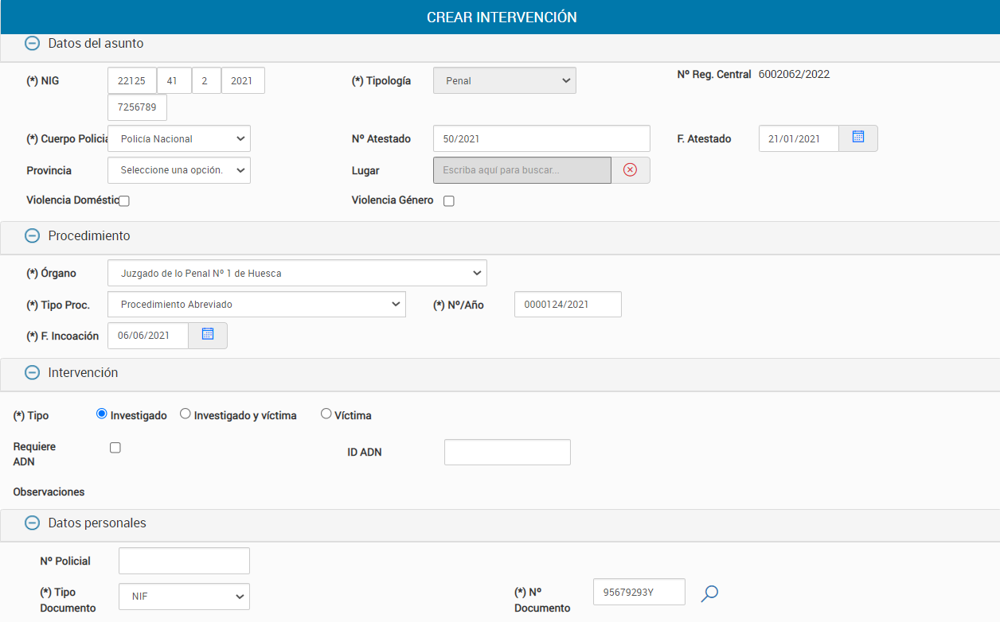 CREAR INTERVENCIÓN
Datos del asunto
(*) NIG 22125 41 2 2021 (*) Tipología Penal Nº Reg. Central 6002062/2022
7256789
(*) Cuerpo Policia Policía Nacional Nº Atestado 50/2021 F. Atestado 21/01/2021
Provincia Seleccione una opción. Lugar Escriba aquí para buscar...
Violencia Doméstic Violencia Género
Procedimiento
(*) Órgano Juzgado de lo Penal Nº 1 de Huesca
(*) Tipo Proc. Procedimiento Abreviado (*) Nº/Año 0000124/2021
(*) F. Incoación 06/06/2021
Intervención
(*) Tipo Investigado Investigado y víctima Víctima
Requiere
ADN
ID ADN
Observaciones
Datos personales
Nº Policial
(*) Tipo
Documento
NIF
(*) Nº
Documento
95679293Y